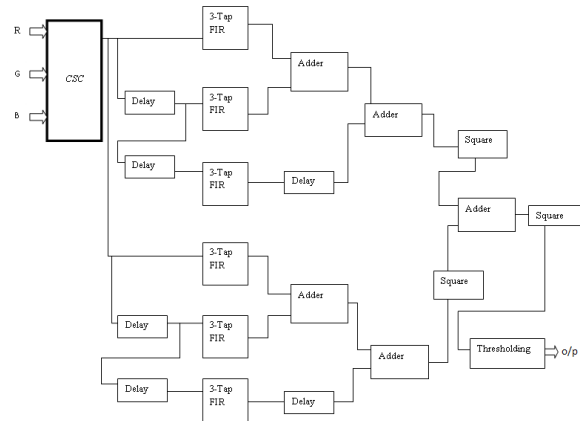 R
G
B
CSC
3-Tap
FIR
Adder
Delay
3-Tap
FIR
Adder
Square
Delay
3-Tap
FIR
Delay
Adder
Square
3-Tap
FIR
Square
Adder
Delay
3-Tap
FIR
Adder
Thresholding
o/p
Delay
3-Tap
FIR
Delay